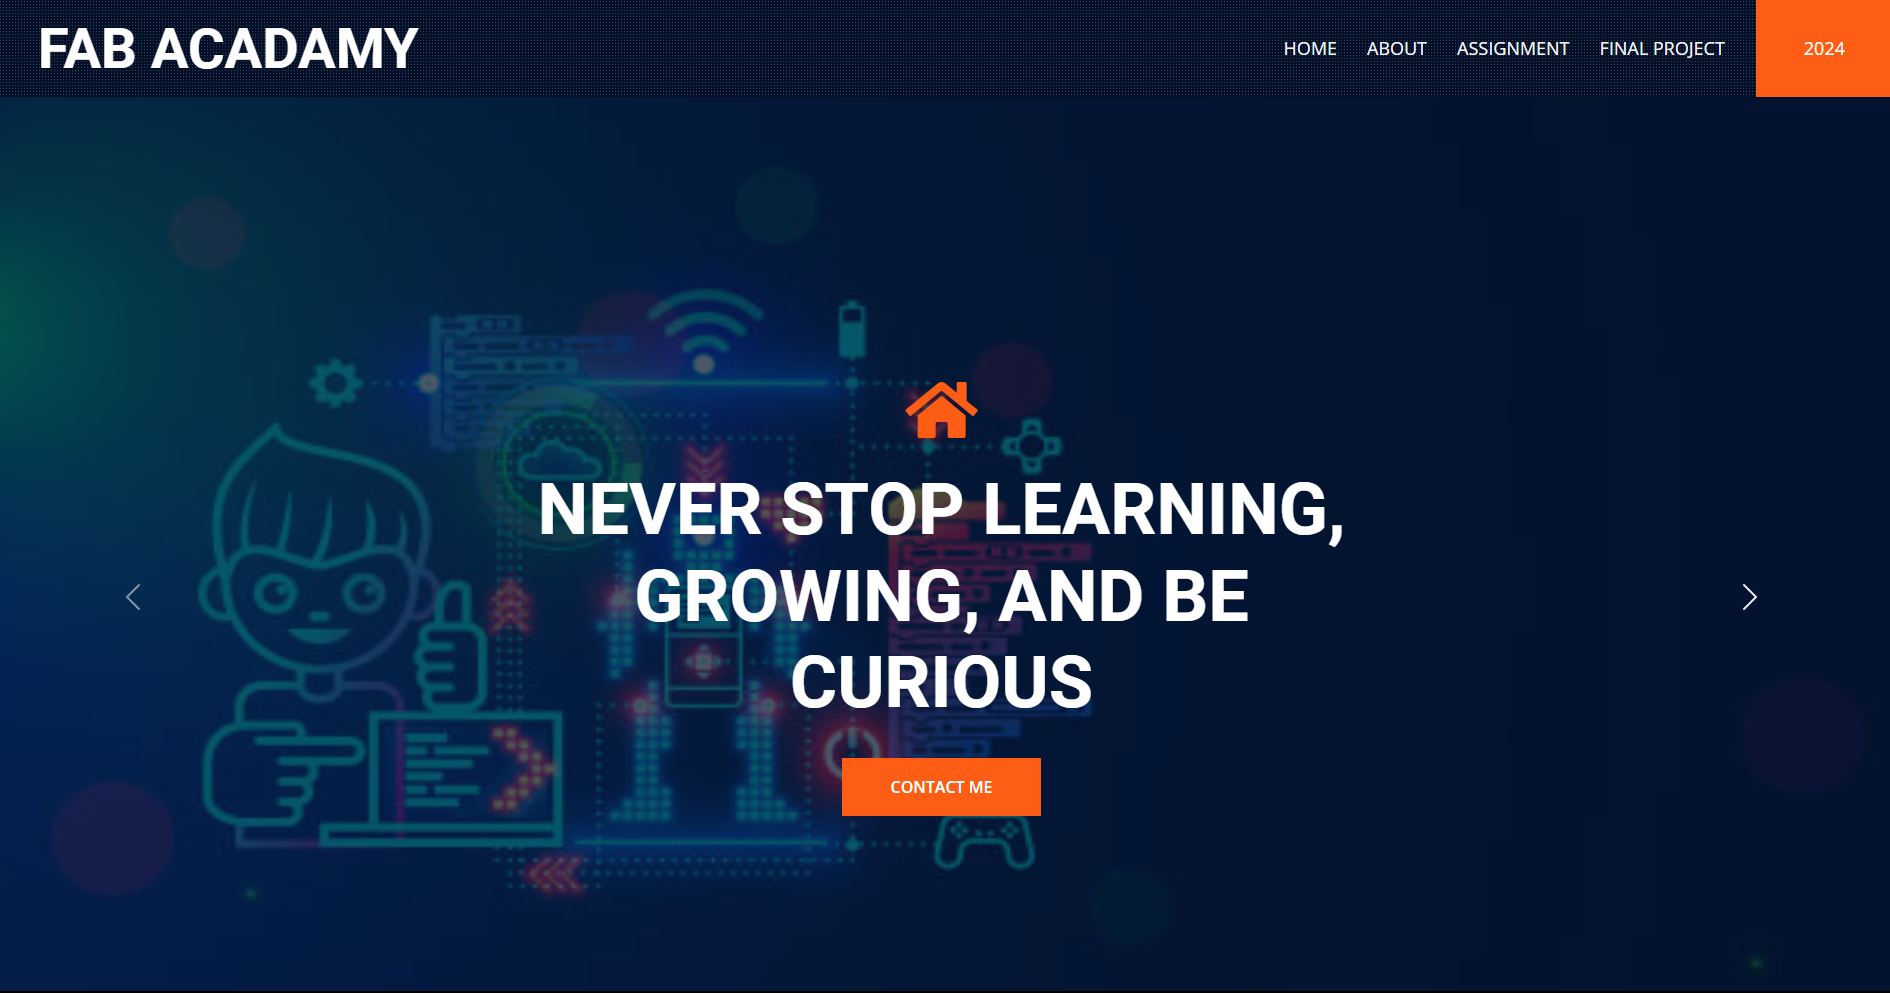 FAB ACADAMY
HOME ABOUT ASSIGNMENT FINAL PROJECT 2024
NEVER STOP LEARNING,
GROWING, AND BE
CURIOUS
CONTACT ME